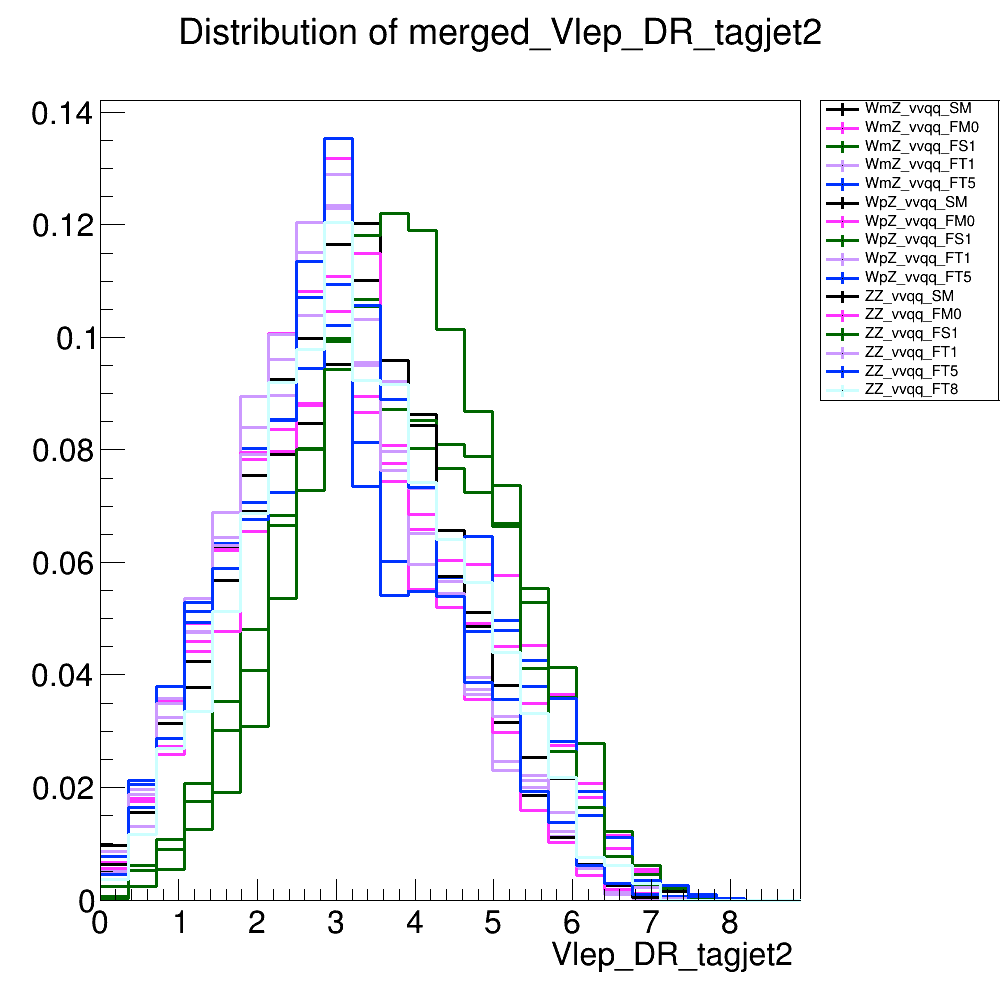 Distribution of merged_Vlep_DR_tagjet2
0.14
0.12
0.1
0.08
0.06
0.04
0.02
0
0 1 2 3 4 5 6 7 8
Vlep_DR_tagjet2
WmZ_vvqq_SM
WmZ_vvqq_FM0
WmZ_vvqq_FS1
WmZ_vvqq_FT1
WmZ_vvqq_FT5
WpZ_vvqq_SM
WpZ_vvqq_FM0
WpZ_vvqq_FS1
WpZ_vvqq_FT1
WpZ_vvqq_FT5
ZZ_vvqq_SM
ZZ_vvqq_FM0
ZZ_vvqq_FS1
ZZ_vvqq_FT1
ZZ_vvqq_FT5
ZZ_vvqq_FT8